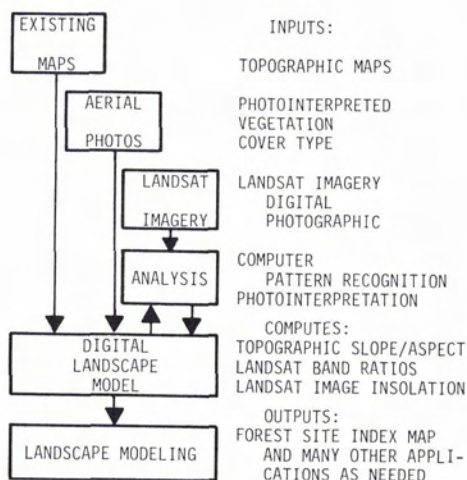 EXISTING
MAPS
INPUTS:
TOPOGRAPHIC MAPS
AERIAL
PHOTOS
PHOTOINTERPRETED
VEGETATION
COVER TYPE
LANDSAT
IMAGERY
LANDSAT IMAGERY
DIGITAL
PHOTOGRAPHIC
ANALYSIS
COMPUTER
PATTERN RECOGNITION
PHOTOINTERPRETATION
DIGITAL
LANDSCAPE
MODEL
COMPUTES:
TOPOGRAPHIC SLOPE/ASPECT
LANDSAT BAND RATIOS
LANDSAT IMAGE INSOLATION
LANDSCAPE MODELING
OUTPUTS:
FOREST SITE INDEX MAP
AND MANY OTHER APPLI-
CATIONS AS NEEDED